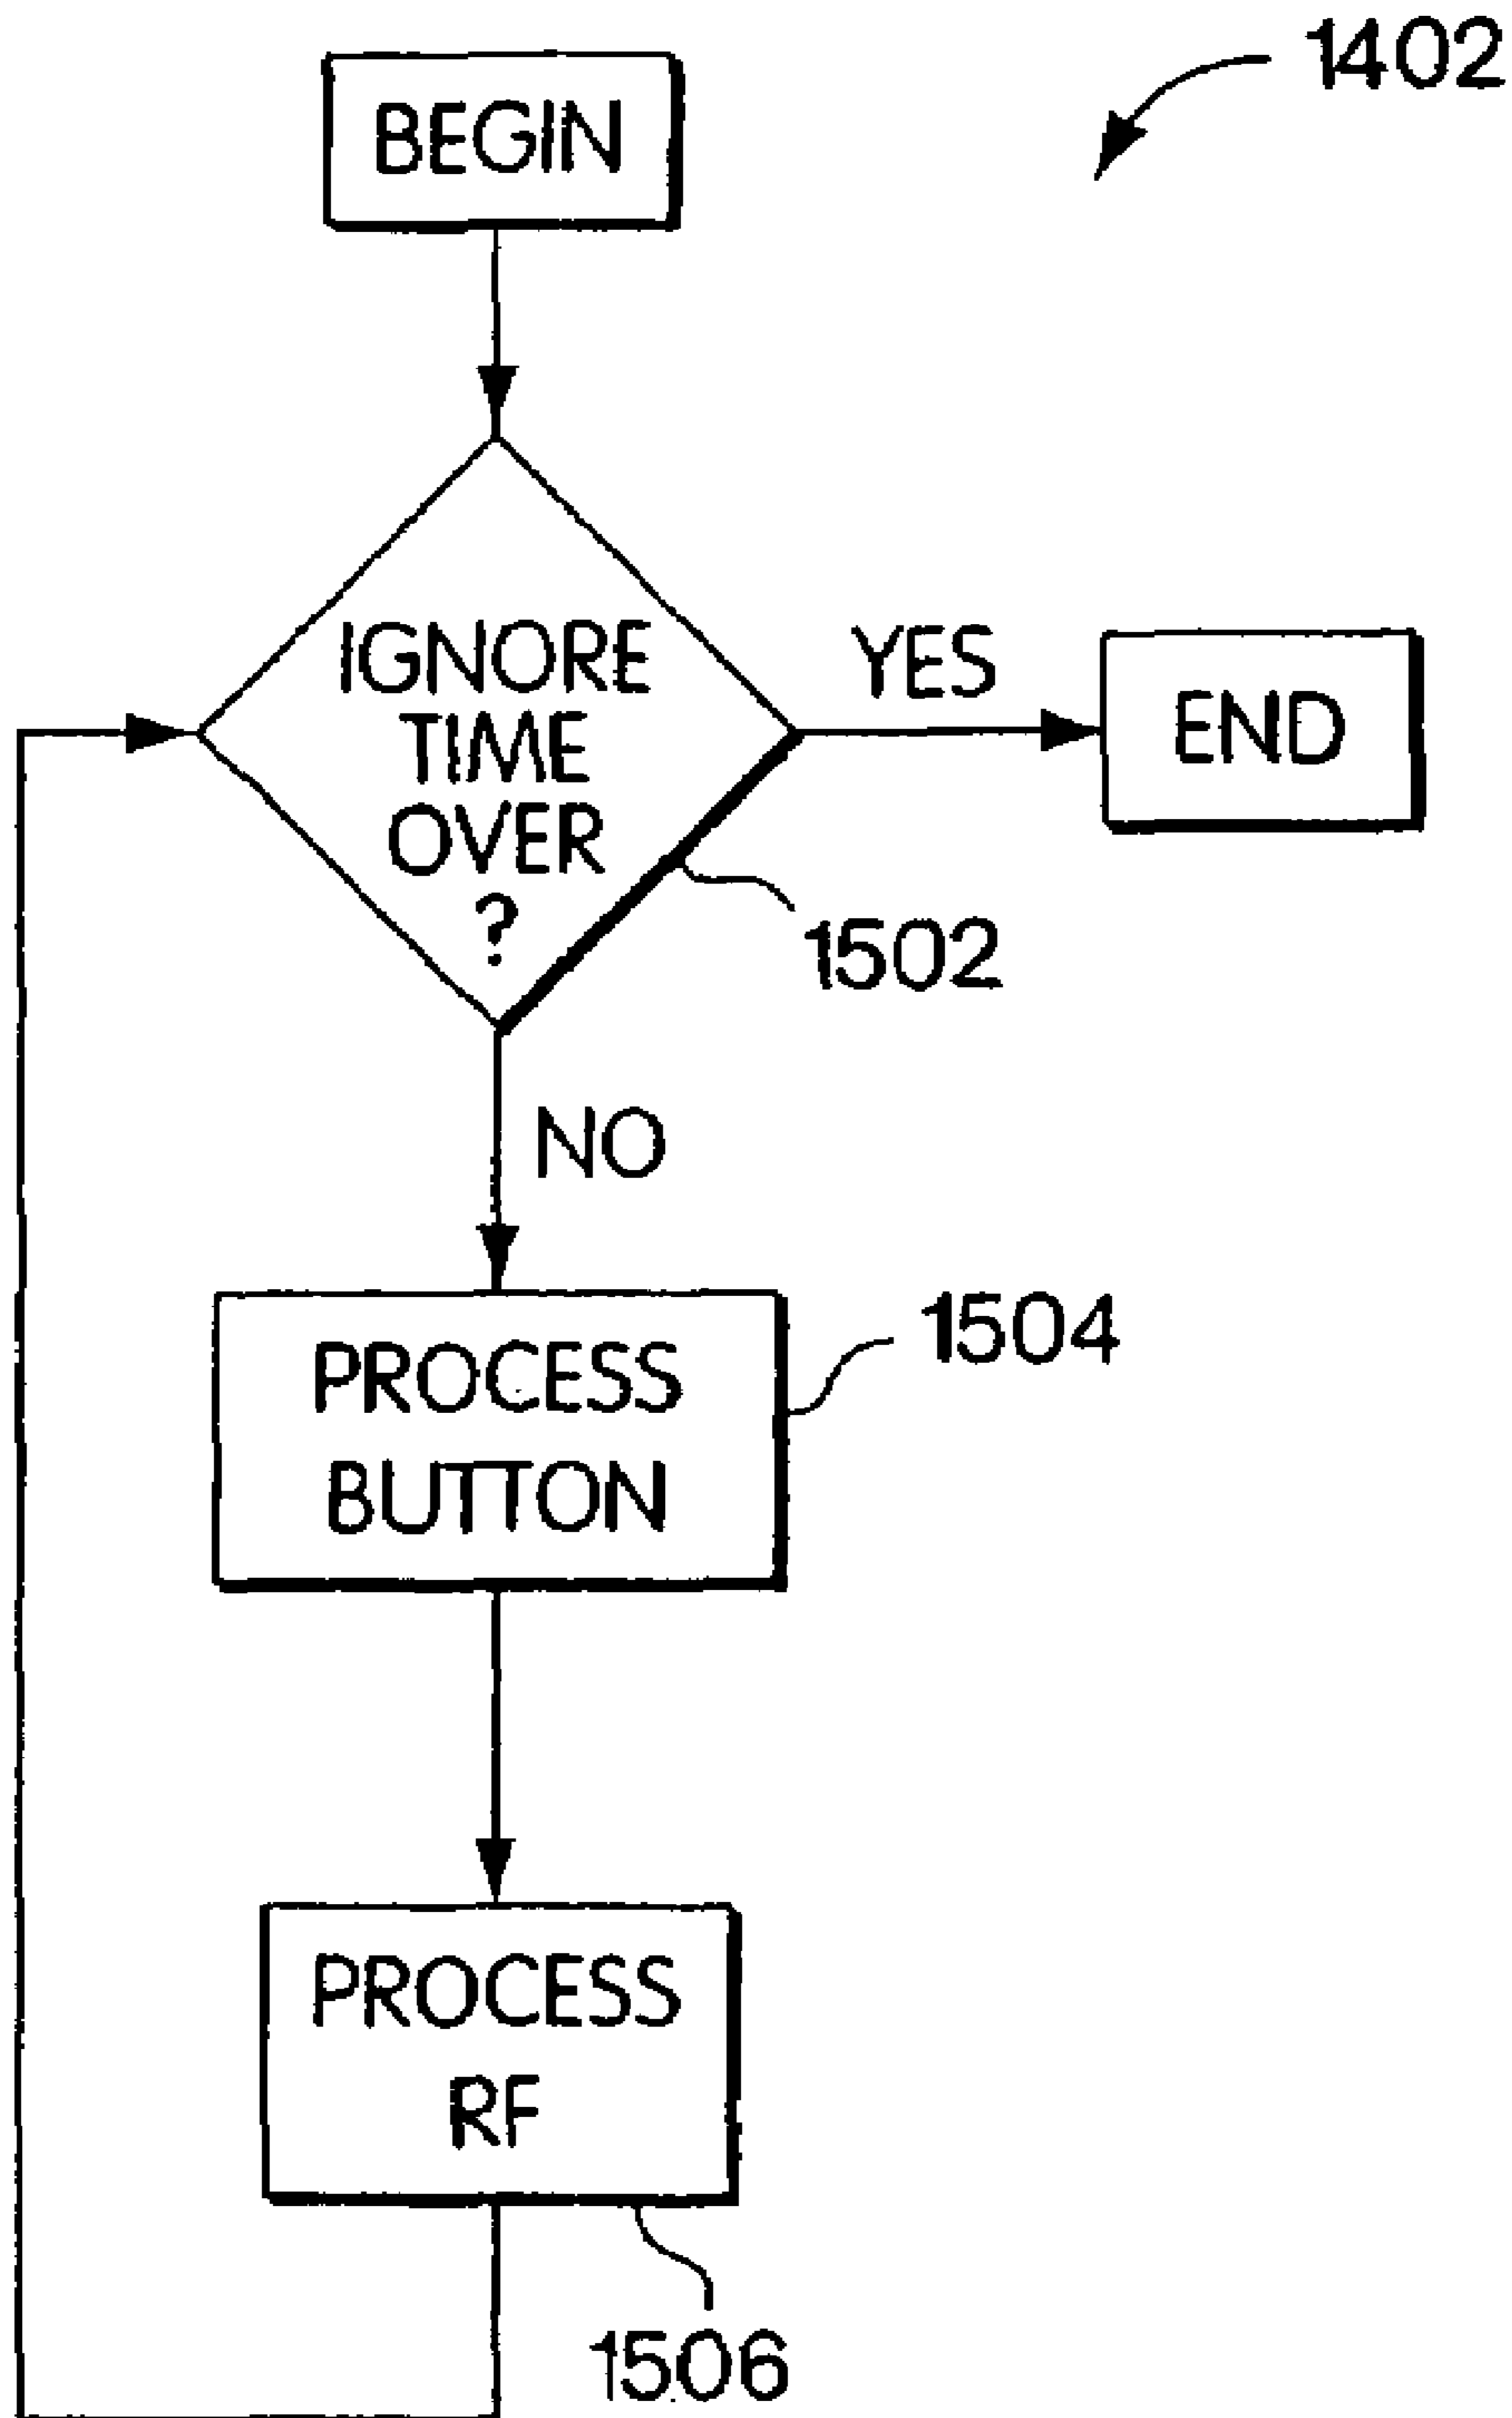 1402
BEGIN
IGNORE
TIME
OVER
?
YES
END
1502
NO
PROCESS
BUTTON
1504
PROCESS
RF
1506